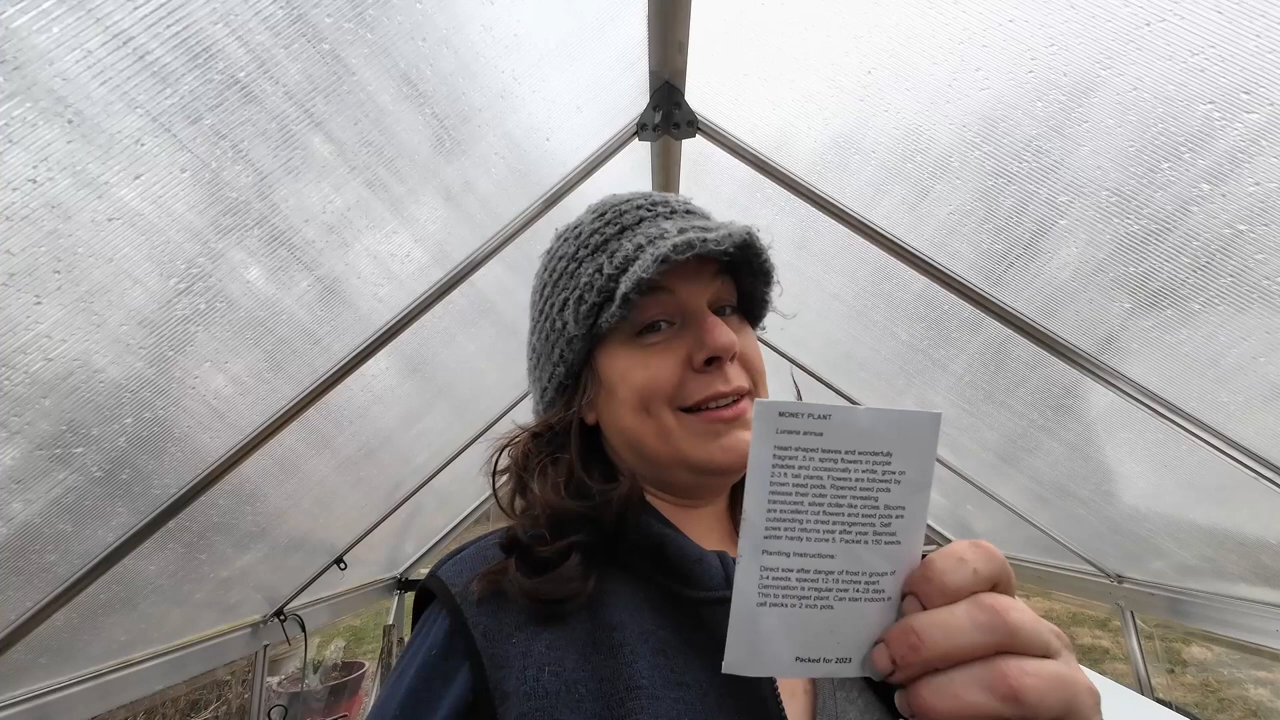 MONEY PLANT
Lunaria annua
Heart-shaped leaves and wonderfully
fragrant .5 in. spring flowers in purple
shades and occasionally in white, grow on
2-3 ft. tall plants. Flowers are followed by
brown seed pods. Ripened seed pods
release their outer cover revealing
translucent, silver dollar-like circles. Blooms
are excellent cut flowers and seed pods are
outstanding in dried arrangements. Self
sows and returns year after year. Biennial,
winter hardy to zone 5. Packet is 150 seeds.
Planting Instructions:
Direct sow after danger of frost in groups of
3-4 seeds, spaced 12-18 inches apart.
Germination is irregular over 14-28 days.
Thin to strongest plant. Can start indoors in
cell packs or 2 inch pots.
Packed for 2023